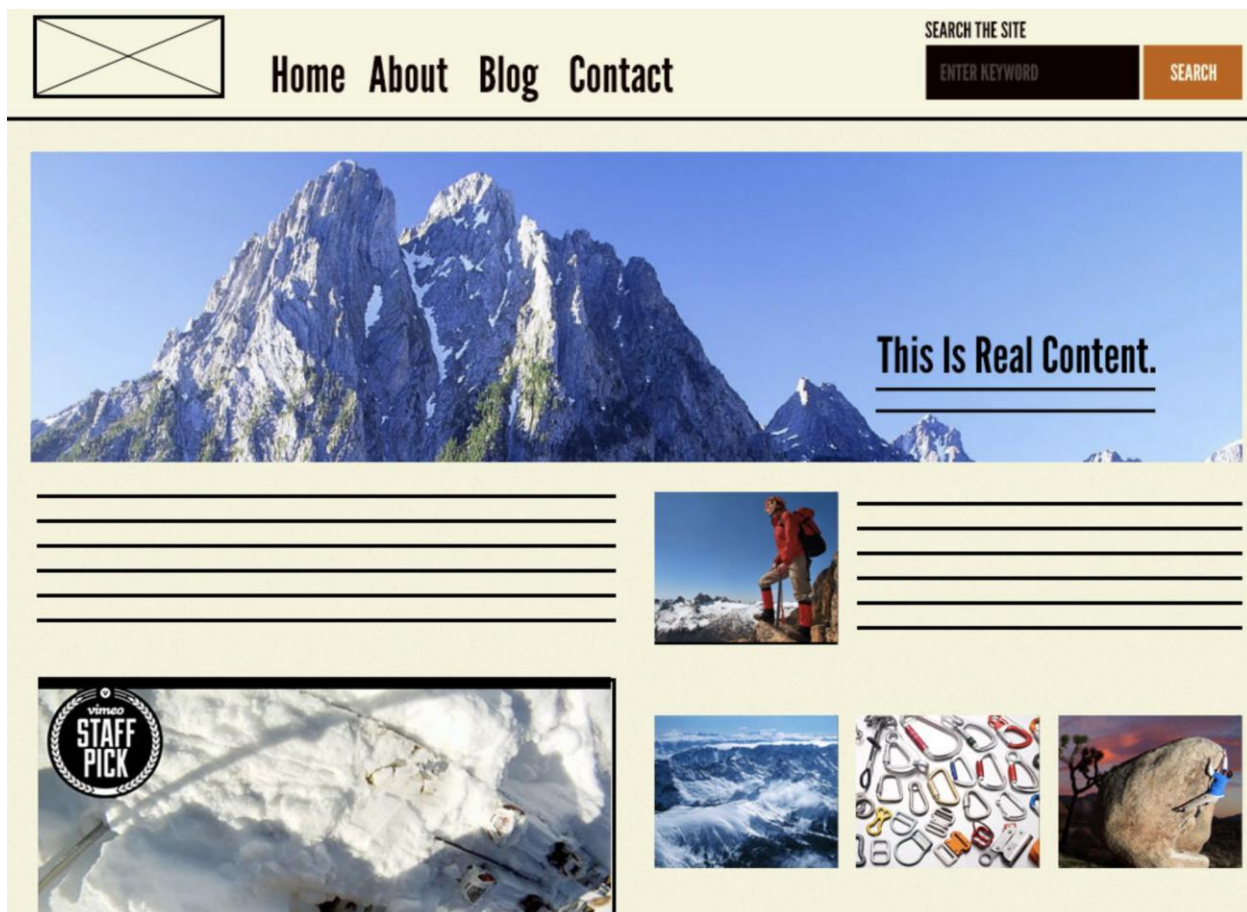 SEARCH THE SITE
Home About Blog Contact
ENTER KEYWORD SEARCH
This Is Real Content.
vimeo
STAFF
PICK